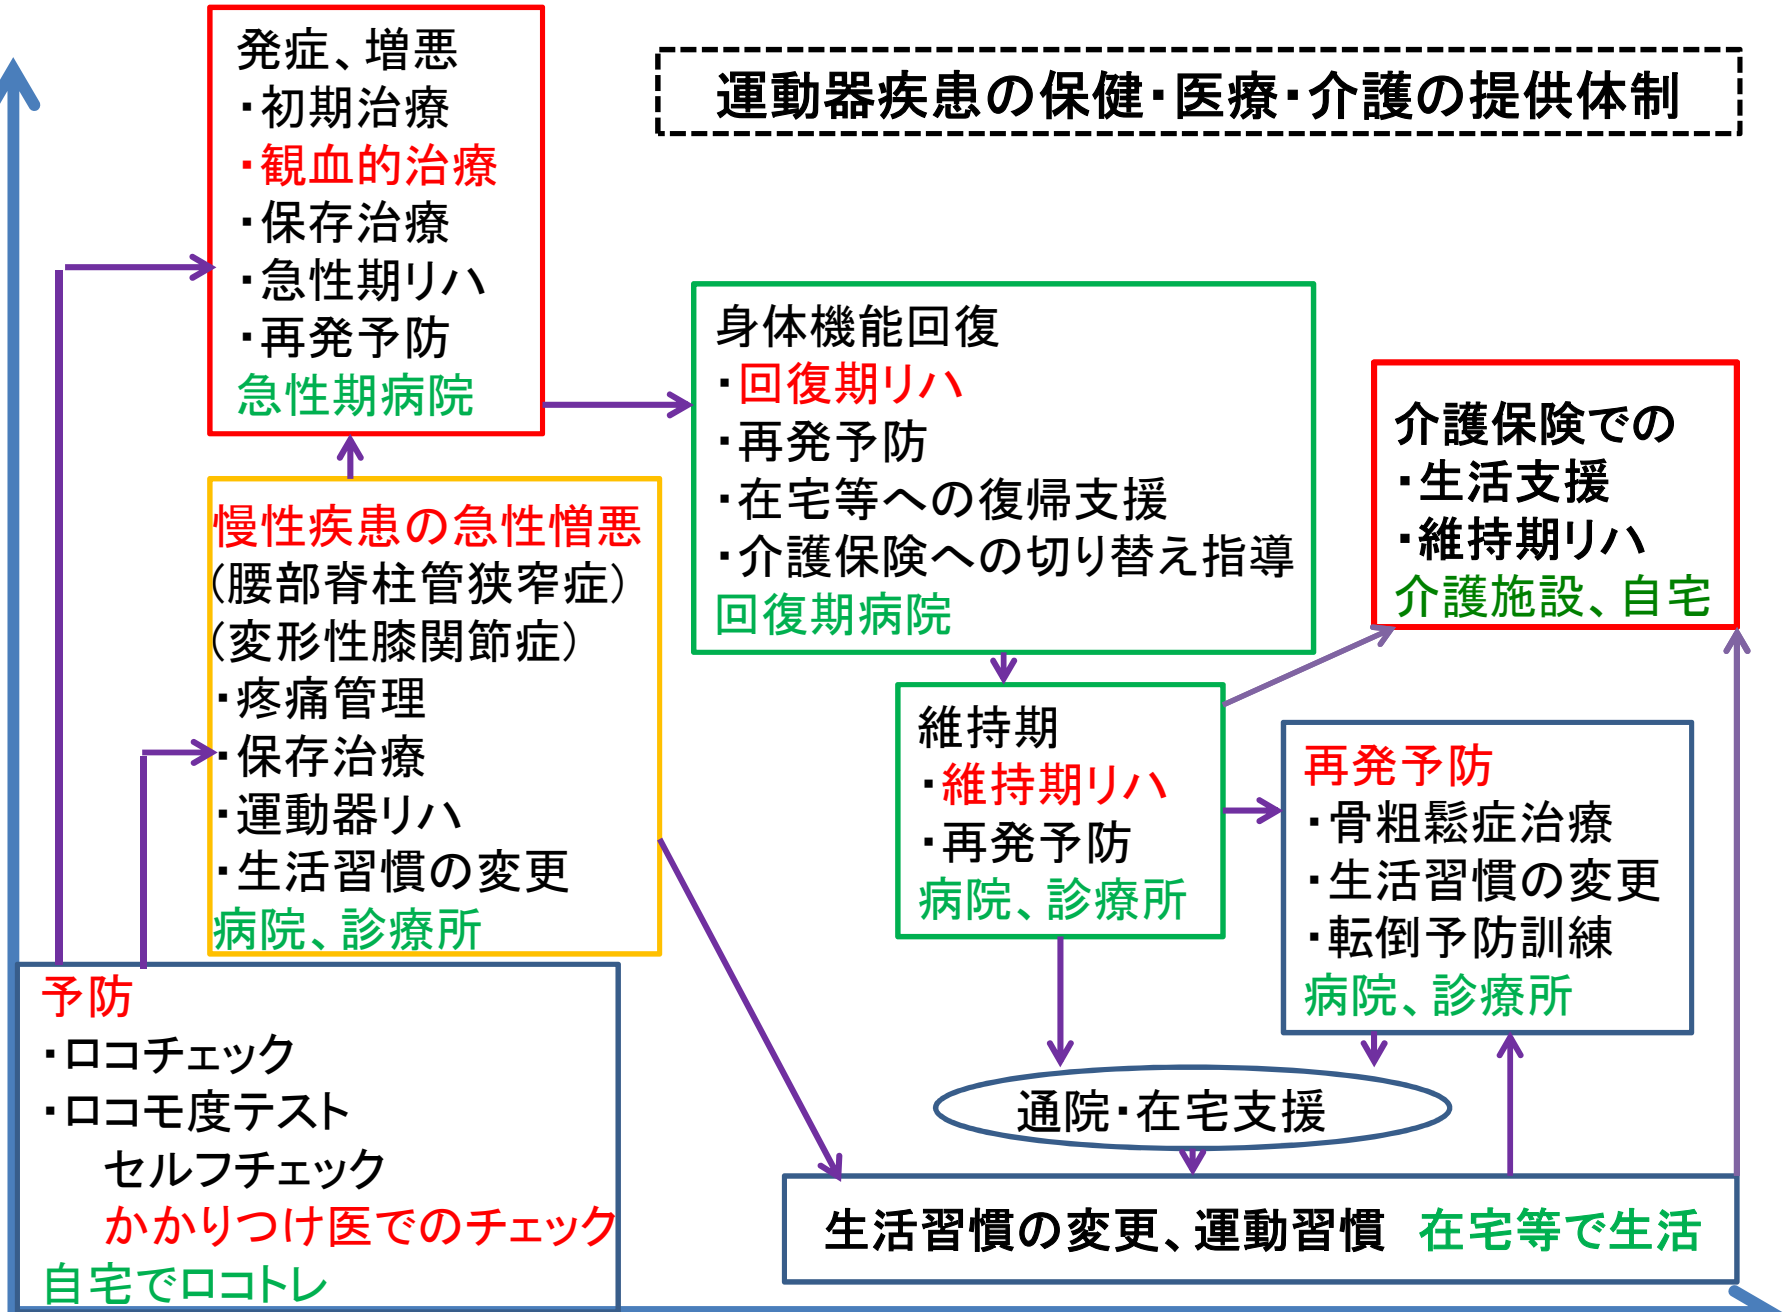 運動器疾患の保健・医療・介護の提供体制
発症、増悪
・初期治療
・観血的治療
・保存治療
・急性期リハ
・再発予防
急性期病院
身体機能回復
・回復期リハ
・再発予防
・在宅等への復帰支援
・介護保険への切り替え指導
回復期病院
介護保険での
・生活支援
・維持期リハ
介護施設、自宅
慢性疾患の急性憎悪
(腰部脊柱管狭窄症)
(変形性膝関節症)
・疼痛管理
・保存治療
・運動器リハ
・生活習慣の変更
病院、診療所
維持期
・維持期リハ
・再発予防
病院、診療所
再発予防
・骨粗鬆症治療
・生活習慣の変更
・転倒予防訓練
病院、診療所
予防
・ロコチェック
・ロコモ度テスト
セルフチェック
かかりつけ医でのチェック
自宅でロコトレ
通院・在宅支援
生活習慣の変更、運動習慣 在宅等で生活